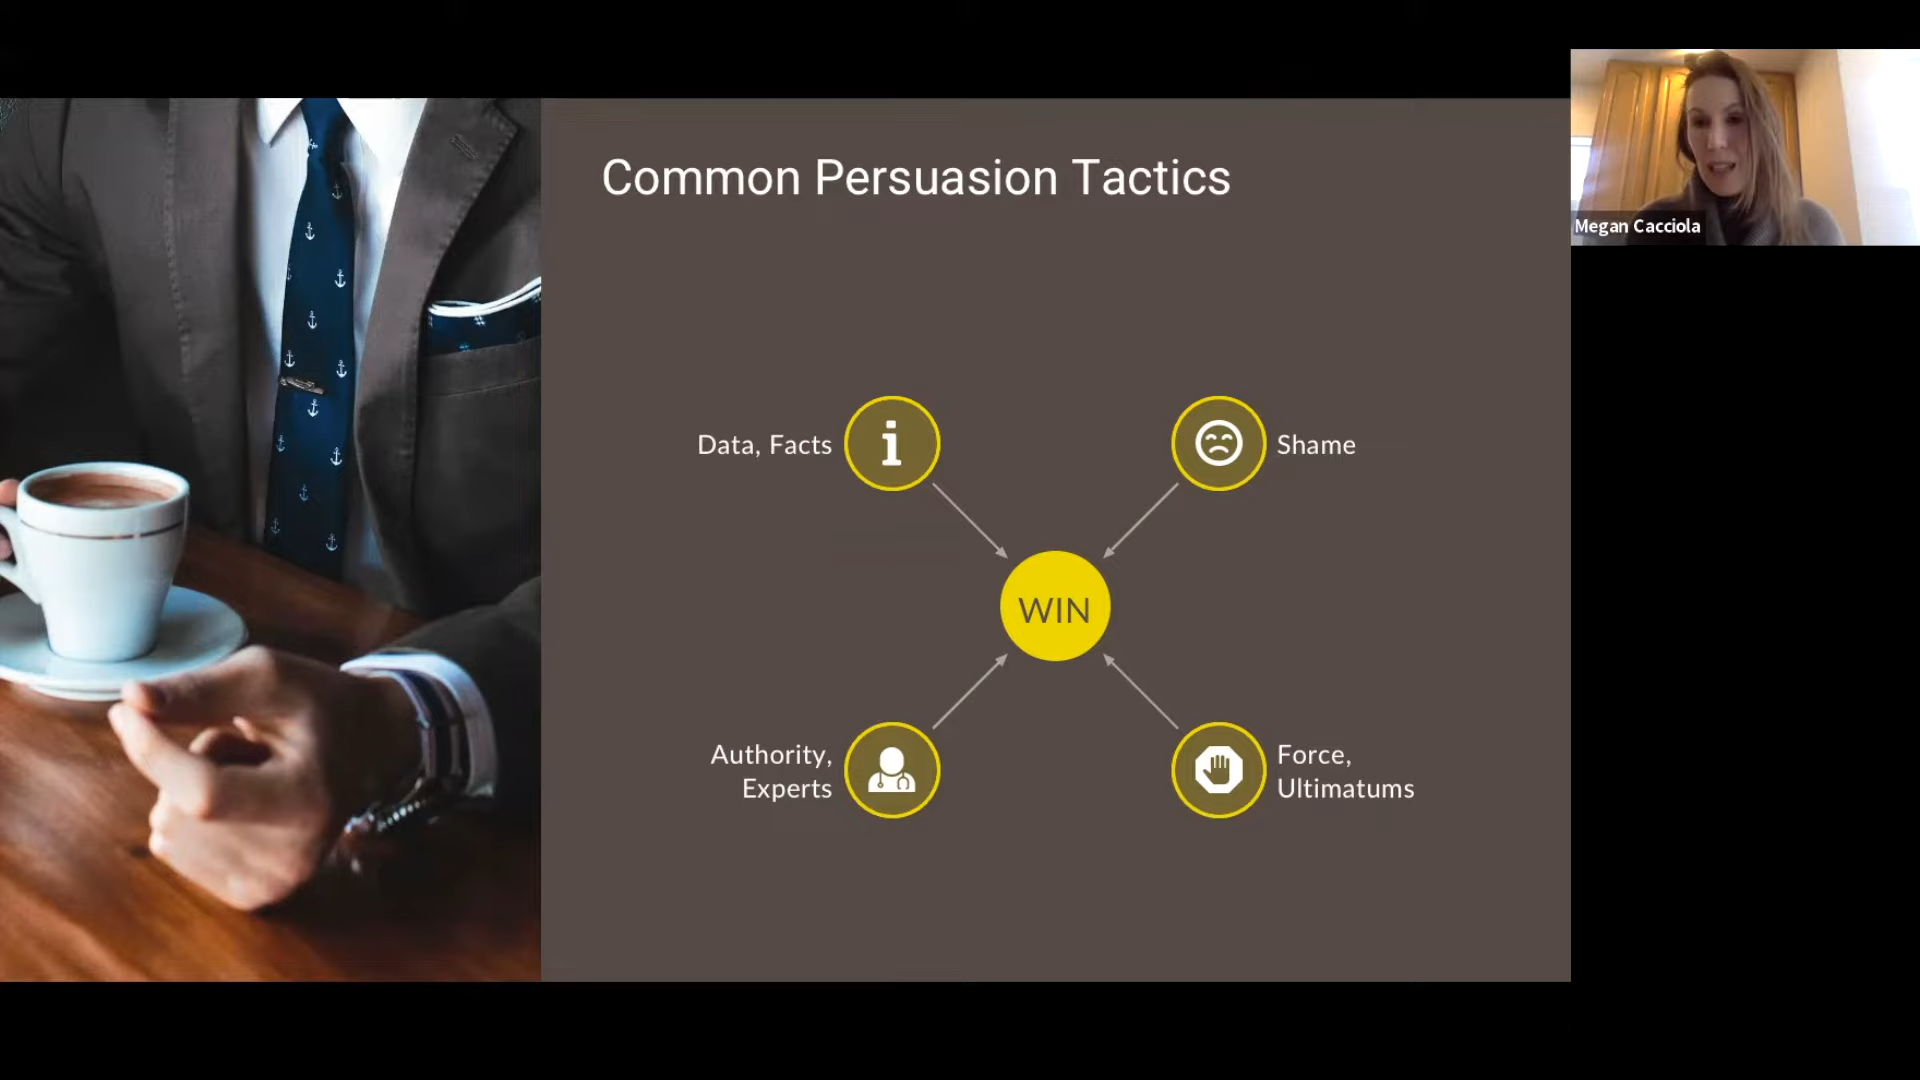 Common Persuasion Tactics
Megan Cacciola
Data, Facts
Shame
WIN
Authority,
Experts
Force,
Ultimatums